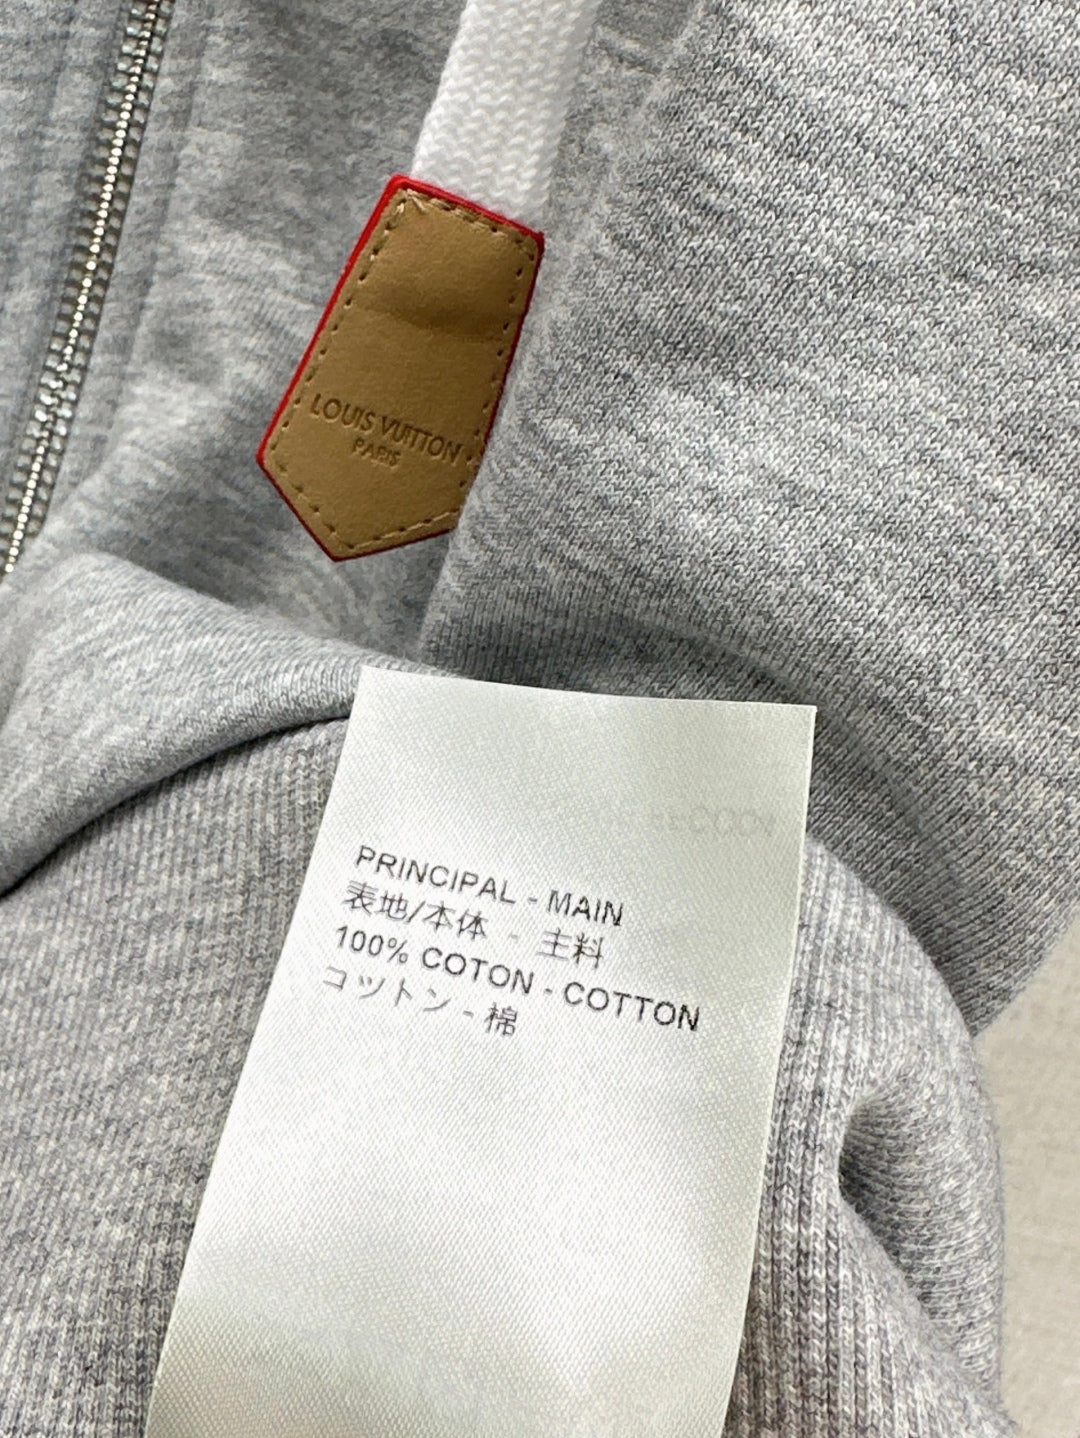 LOUIS VUITTON
PARIS
PRINCIPAL - MAIN
表地/本体 - 主料
100% COTON - COTTON
コットン - 棉